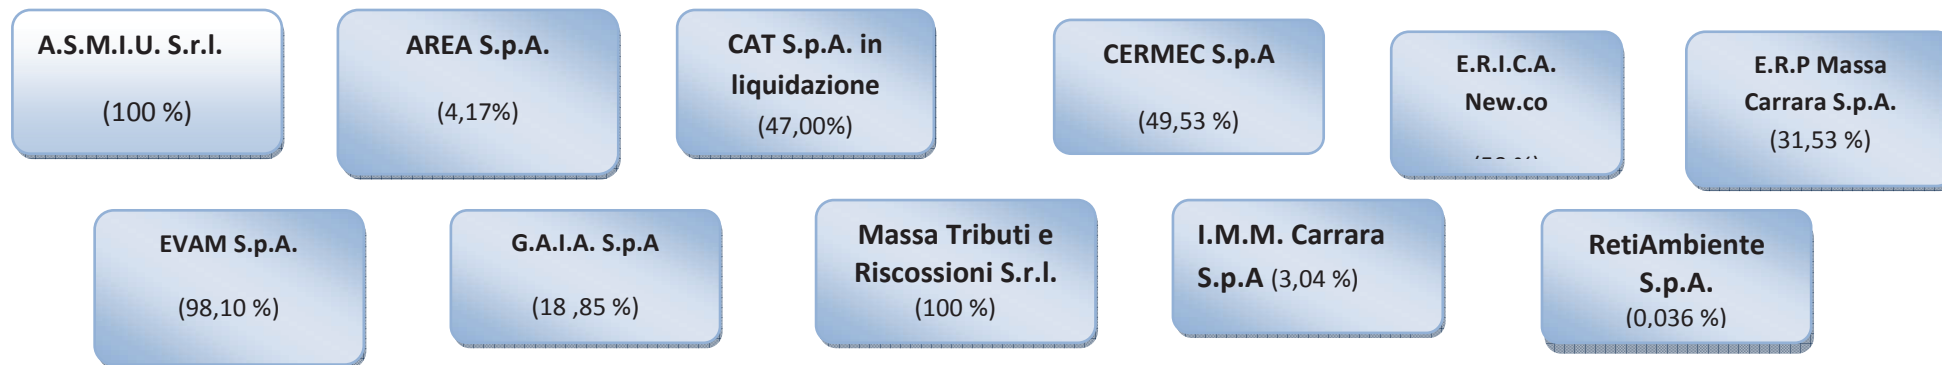 A.S.M.I.U. S.r.l.
(100 %)
AREA S.p.A.
(4,17%)
CAT S.p.A. in
liquidazione
(47,00%)
CERMEC S.p.A
(49,53 %)
E.R.I.C.A.
New.co
E.R.P Massa
Carrara S.p.A.
(31,53 %)
EVAM S.p.A.
(98,10 %)
G.A.I.A. S.p.A
(18 ,85 %)
Massa Tributi e
Riscossioni S.r.l.
(100 %)
I.M.M. Carrara
S.p.A (3,04 %)
RetiAmbiente
S.p.A.
(0,036 %)